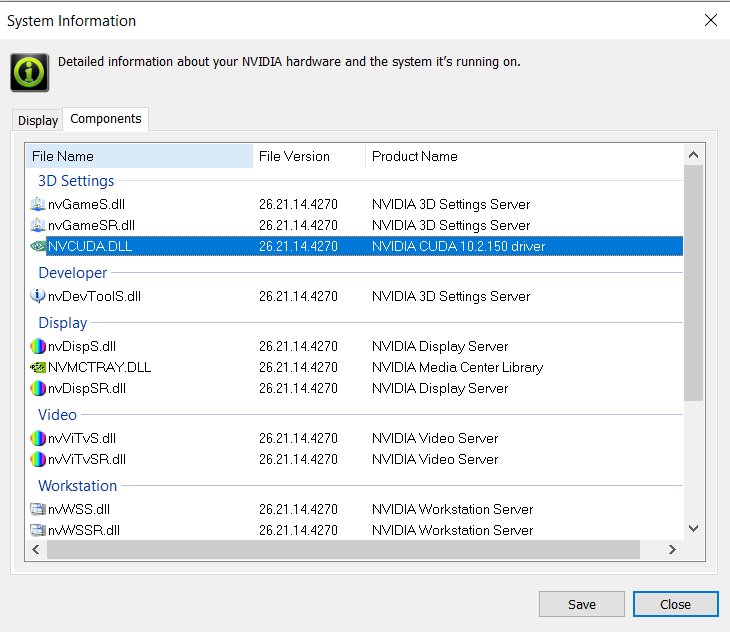 System Information
Detailed information about your NVIDIA hardware and the system it's running on.
Display Components
File Name File Version Product Name
3D Settings
nvGameS.dll 26.21.14.4270 NVIDIA 3D Settings Server
nvGameSR.dll 26.21.14.4270 NVIDIA 3D Settings Server
NVCUDA.DLL 26.21.14.4270 NVIDIA CUDA 10.2.150 driver
Developer
nvDevToolS.dll 26.21.14.4270 NVIDIA 3D Settings Server
Display
nvDispS.dll 26.21.14.4270 NVIDIA Display Server
NVMCTRAY.DLL 26.21.14.4270 NVIDIA Media Center Library
nvDispSR.dll 26.21.14.4270 NVIDIA Display Server
Video
nvViTvS.dll 26.21.14.4270 NVIDIA Video Server
nvViTvSR.dll 26.21.14.4270 NVIDIA Video Server
Workstation
nvWSS.dll 26.21.14.4270 NVIDIA Workstation Server
nvWSSR.dll 26.21.14.4270 NVIDIA Workstation Server
Save Close